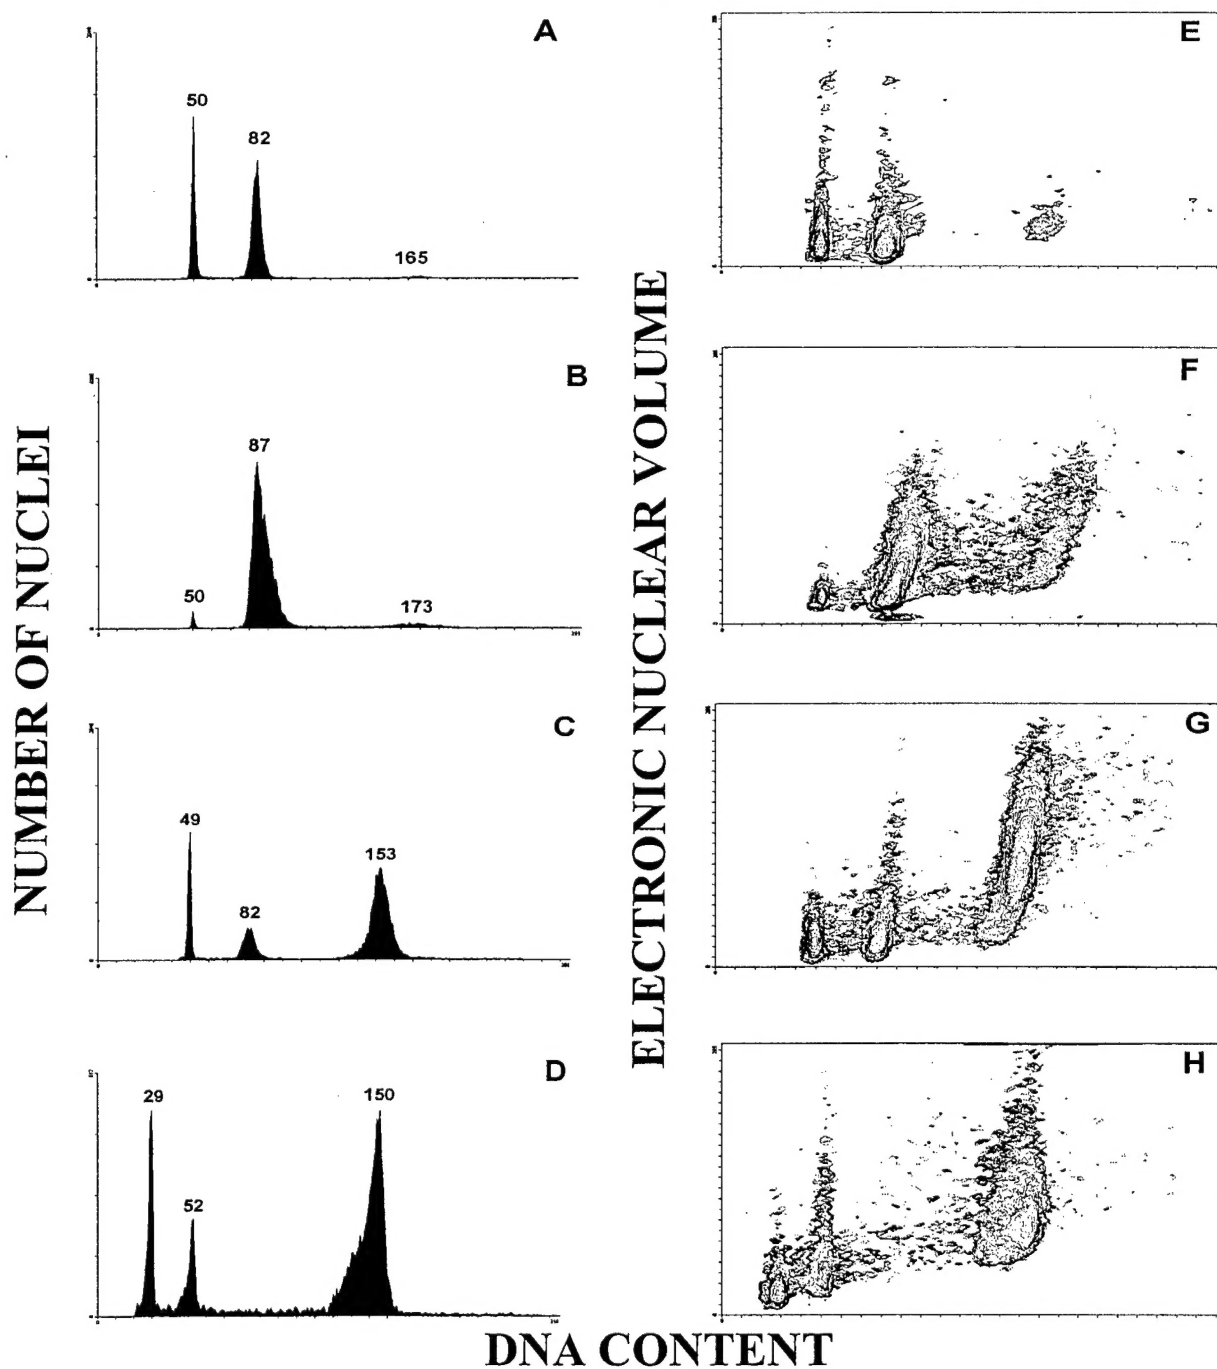 A
50
82
165
B
87
50
173
C
49
82
153
D
29
52
150
E
F
G
H
NUMBER OF NUCLEI
ELECTRONIC NUCLEAR VOLUME
DNA CONTENT